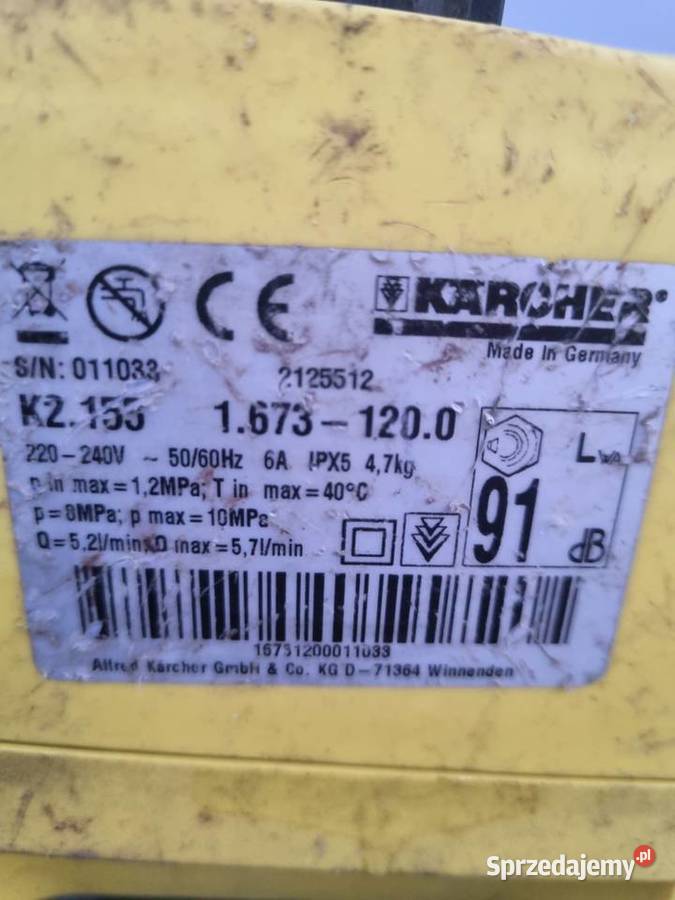 KÄRCHER®
Made in Germany
S/N: 011033 2125512
K2.155 1.673-120.0
220-240V ~ 50/60Hz 6A IPX5 4,7kg
p in max=1,2MPa; T in max=40°C
p=8MPa; p max=10MPa
Q=5,2l/min; Q max=5,7l/min
LWA
91
dB
16731200011033
Alfred Kärcher GmbH & Co. KG D-71364 Winnenden
Sprzedajemy.pl